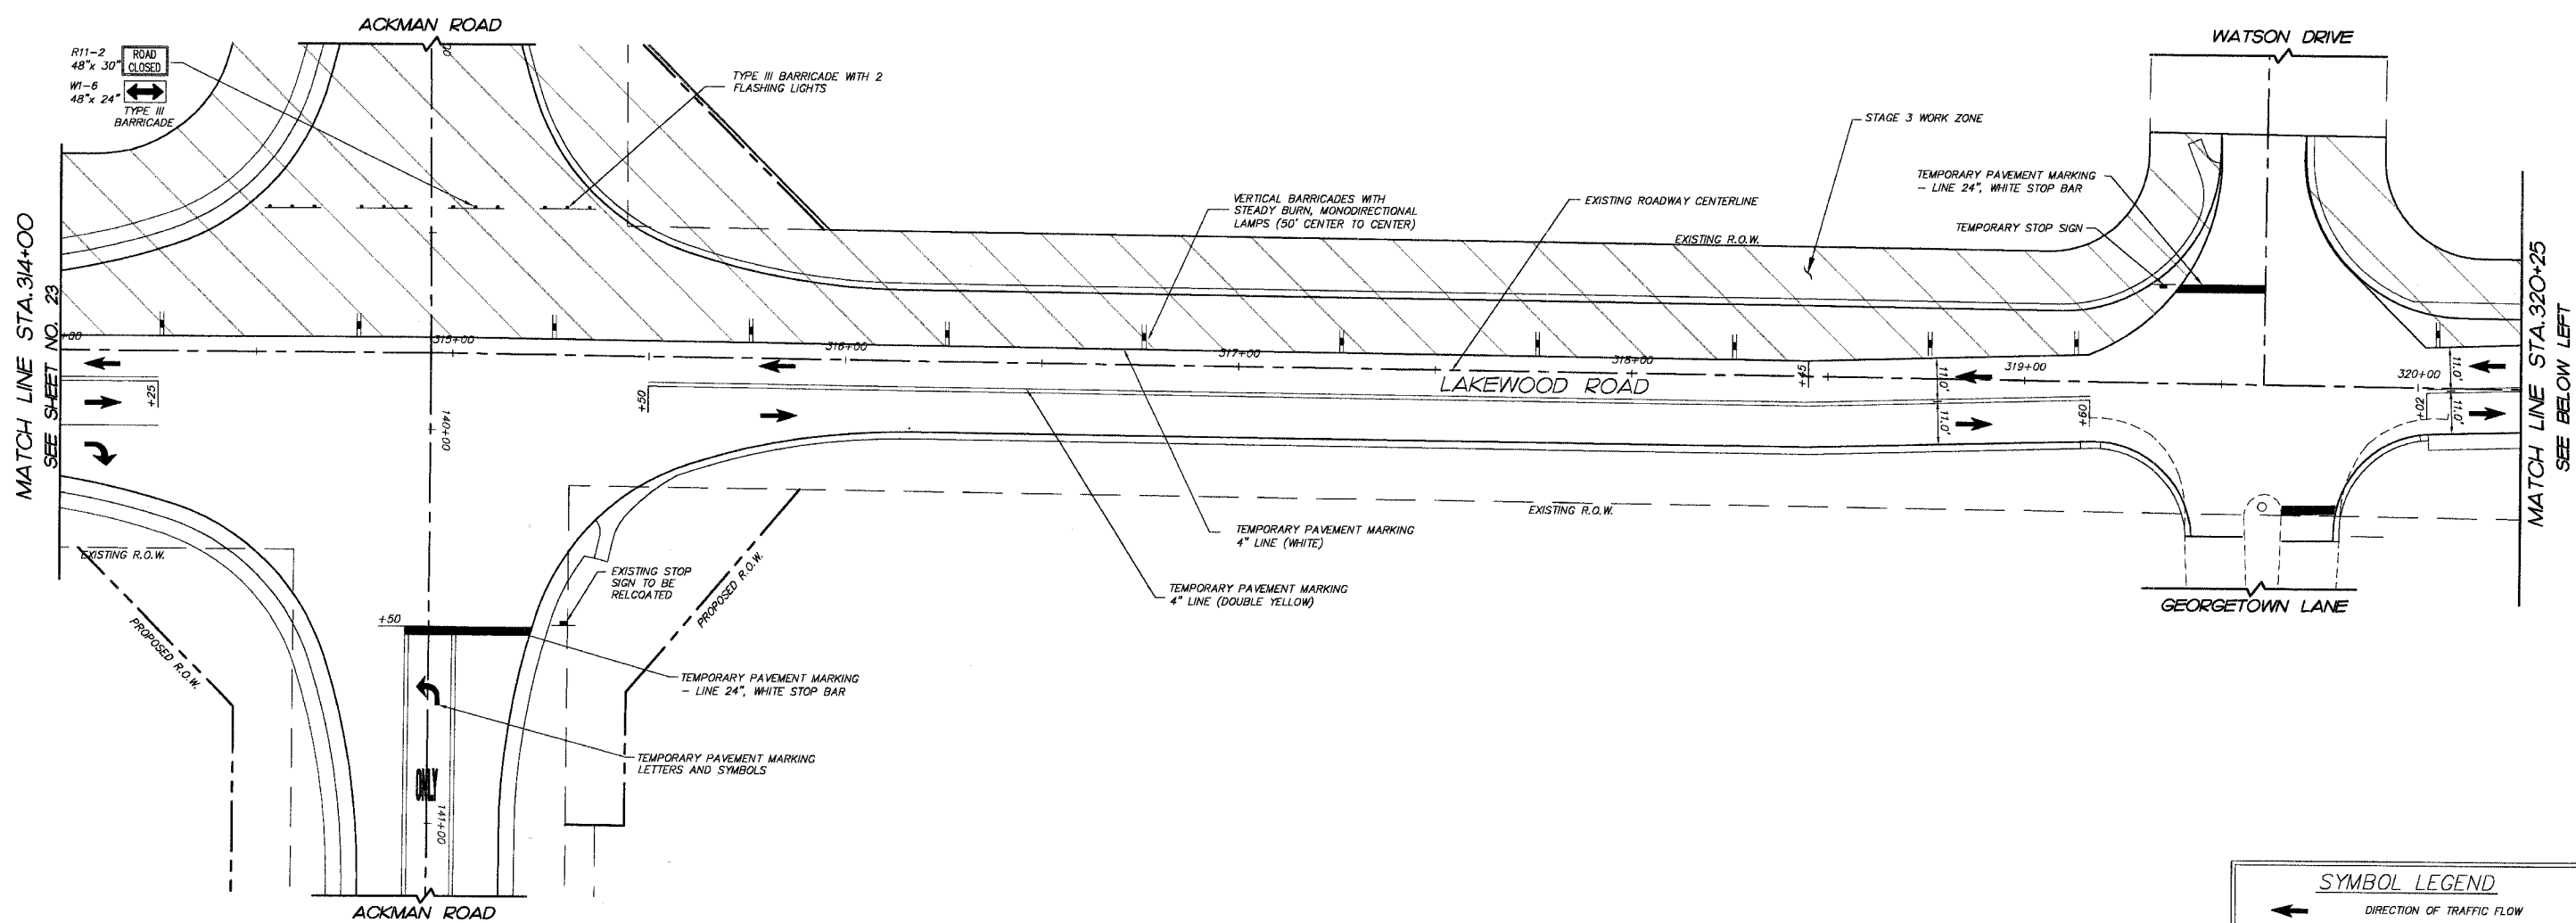 ACKMAN ROAD
WATSON DRIVE
R11-2
48"x 30"
ROAD
CLOSED
W1-6
48"x 24"
TYPE III
BARRICADE
TYPE III BARRICADE WITH 2
FLASHING LIGHTS
STAGE 3 WORK ZONE
TEMPORARY PAVEMENT MARKING
- LINE 24", WHITE STOP BAR
VERTICAL BARRICADES WITH
STEADY BURN, MONODIRECTIONAL
LAMPS (50' CENTER TO CENTER)
EXISTING ROADWAY CENTERLINE
TEMPORARY STOP SIGN
EXISTING R.O.W.
MATCH LINE STA.314+00
SEE SHEET NO. 23
MATCH LINE STA.320+25
SEE BELOW LEFT
+00
315+00
316+00
317+00
318+00
319+00
320+00
LAKEWOOD ROAD
+25
+50
+45
11.0'
11.0'
+60
+02
11.0'
11.0'
140+00
EXISTING R.O.W.
EXISTING R.O.W.
TEMPORARY PAVEMENT MARKING
4" LINE (WHITE)
EXISTING STOP
SIGN TO BE
RELCOATED
PROPOSED R.O.W.
PROPOSED R.O.W.
TEMPORARY PAVEMENT MARKING
4" LINE (DOUBLE YELLOW)
GEORGETOWN LANE
+50
TEMPORARY PAVEMENT MARKING
- LINE 24", WHITE STOP BAR
TEMPORARY PAVEMENT MARKING
LETTERS AND SYMBOLS
ONLY
141+00
ACKMAN ROAD
SYMBOL LEGEND
DIRECTION OF TRAFFIC FLOW